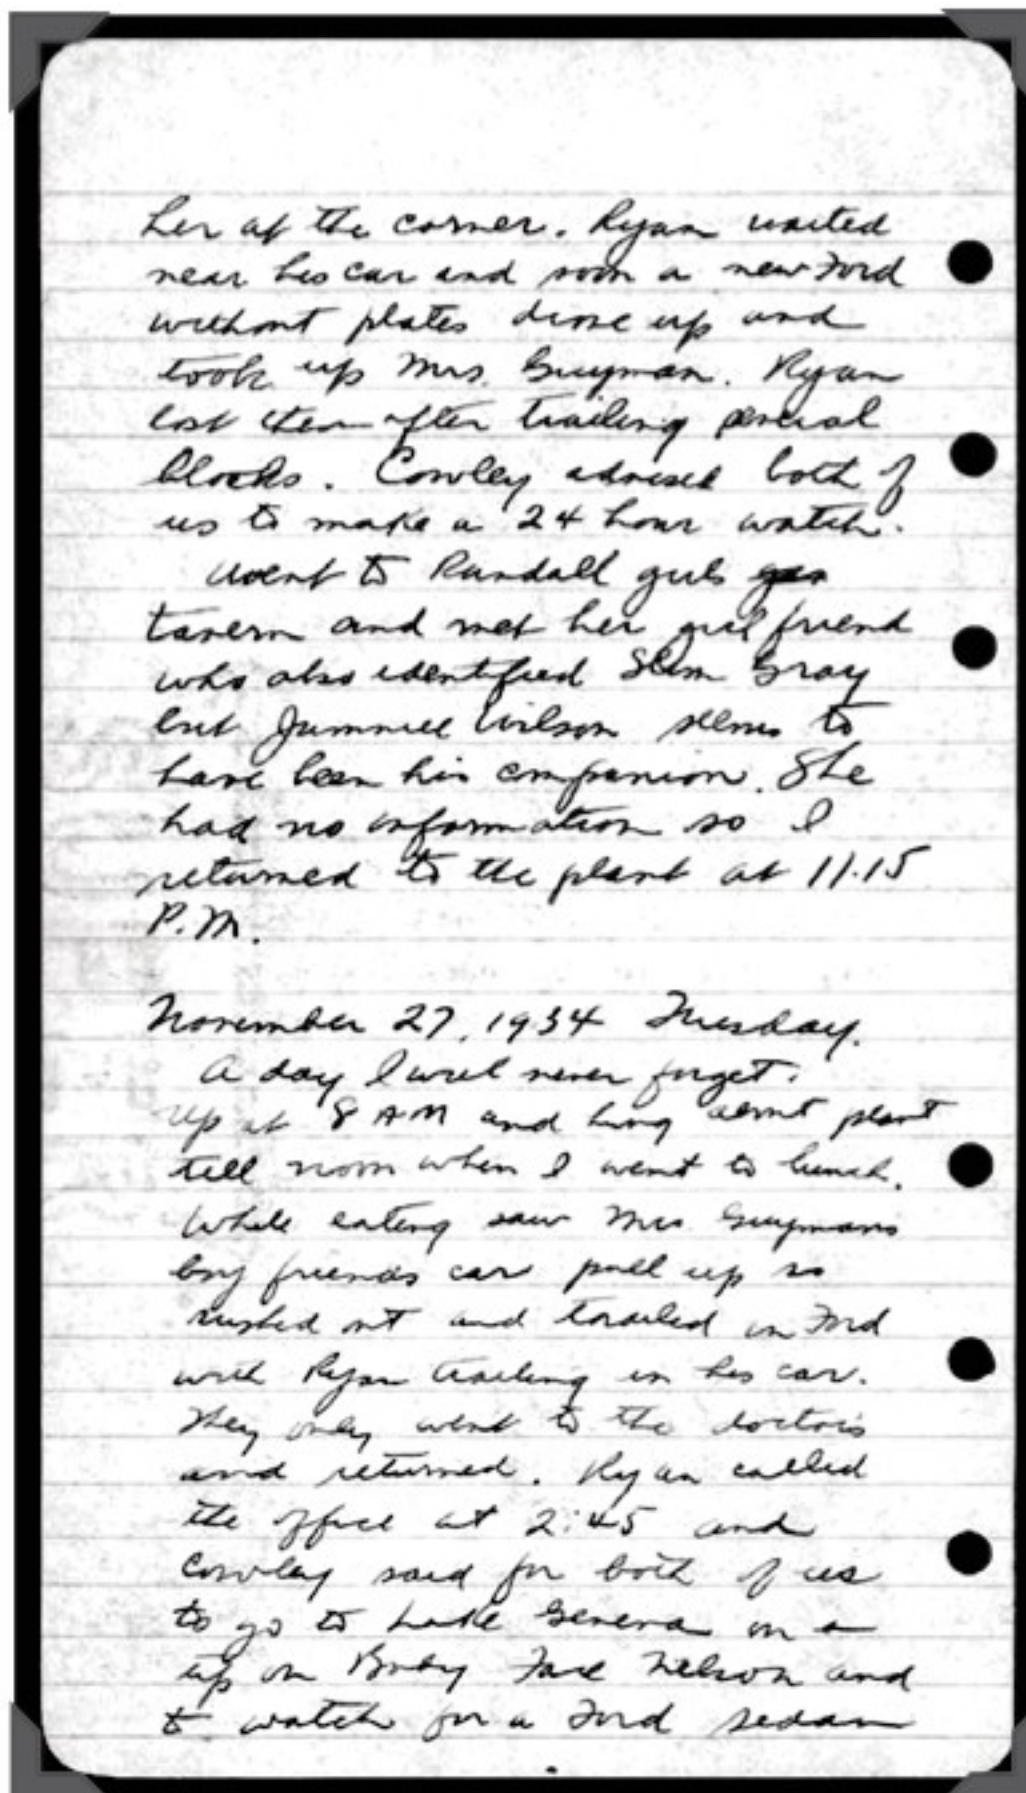 her at the corner. Ryan waited
near his car and soon a new Ford
without plates drove up and
took up Mrs. Guyman. Ryan
lost them after trailing several
blocks. Cowley advised both of
us to make a 24 hour watch.
Went to Randall girls
tavern and met her girl friend
who also identified Slim Gray
but Jimmie Wilson seems to
have been his companion. She
had no information so I
returned to the plant at 11.15
P.M.
November 27, 1934 Tuesday.
A day I will never forget.
Up at 8 AM and hung about plant
till noon when I went to lunch.
While eating saw Mrs Guymans
boy friends car pull up so
rushed out and trailed in Ford
with Ryan trailing in his car.
They only went to the doctors
and returned. Ryan called
the office at 2:45 and
Cowley said for both of us
to go to Lake Geneva on a
tip on Baby Face Nelson and
to watch for a Ford sedan